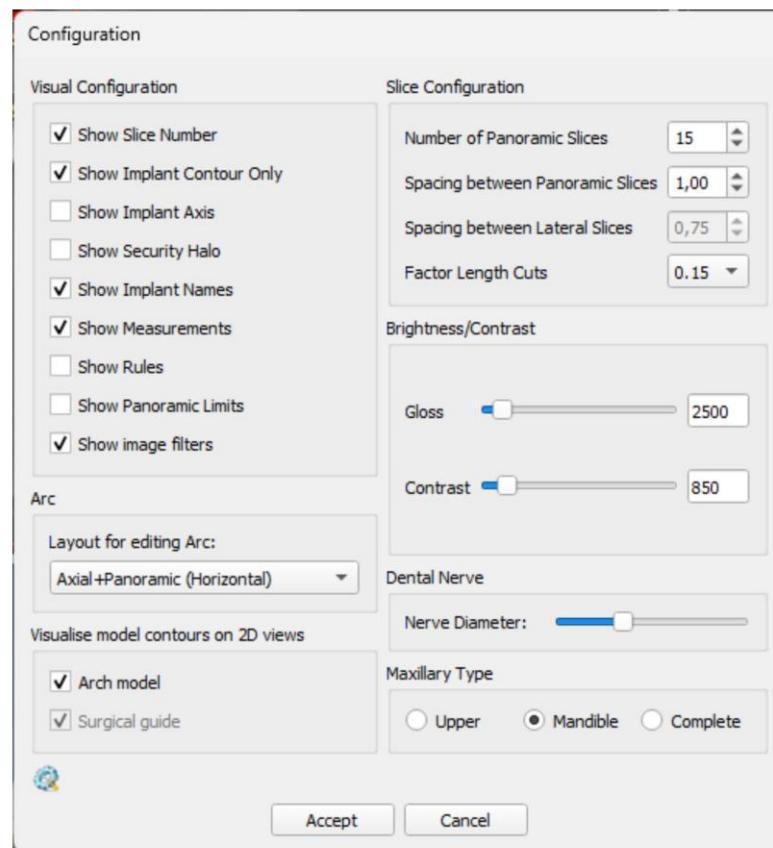 Configuration
Visual Configuration
Show Slice Number
Show Implant Contour Only
Show Implant Axis
Show Security Halo
Show Implant Names
Show Measurements
Show Rules
Show Panoramic Limits
Show image filters
Arc
Layout for editing Arc:
Axial+Panoramic (Horizontal)
Visualise model contours on 2D views
Arch model
Surgical guide
Slice Configuration
Number of Panoramic Slices 15
Spacing between Panoramic Slices 1,00
Spacing between Lateral Slices 0,75
Factor Length Cuts 0.15
Brightness/Contrast
Gloss 2500
Contrast 850
Dental Nerve
Nerve Diameter:
Maxillary Type
Upper Mandible Complete
Accept Cancel